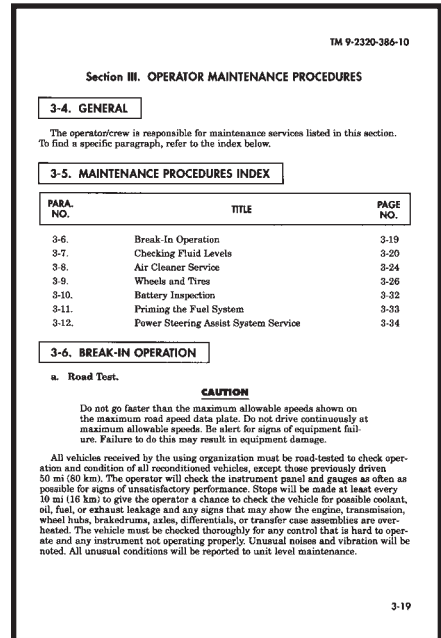 TM 9-2320-386-10
Section III. OPERATOR MAINTENANCE PROCEDURES
3-4. GENERAL
The operator/crew is responsible for maintenance services listed in this section.
To find a specific paragraph, refer to the index below.
3-5. MAINTENANCE PROCEDURES INDEX
PARA. NO. TITLE PAGE NO.
3-6. Break-In Operation 3-19
3-7. Checking Fluid Levels 3-20
3-8. Air Cleaner Service 3-24
3-9. Wheels and Tires 3-26
3-10. Battery Inspection 3-32
3-11. Priming the Fuel System 3-33
3-12. Power Steering Assist System Service 3-34
3-6. BREAK-IN OPERATION
a. Road Test.
CAUTION
Do not go faster than the maximum allowable speeds shown on
the maximum road speed data plate. Do not drive continuously at
maximum allowable speeds. Be alert for signs of equipment fail-
ure. Failure to do this may result in equipment damage.
All vehicles received by the using organization must be road-tested to check oper-
ation and condition of all reconditioned vehicles, except those previously driven
50 mi (80 km). The operator will check the instrument panel and gauges as often as
possible for signs of unsatisfactory performance. Stops will be made at least every
10 mi (16 km) to give the operator a chance to check the vehicle for possible coolant,
oil, fuel, or exhaust leakage and any signs that may show the engine, transmission,
wheel hubs, brakedrums, axles, differentials, or transfer case assemblies are over-
heated. The vehicle must be checked thoroughly for any control that is hard to oper-
ate and any instrument not operating properly. Unusual noises and vibration will be
noted. All unusual conditions will be reported to unit level maintenance.
3-19